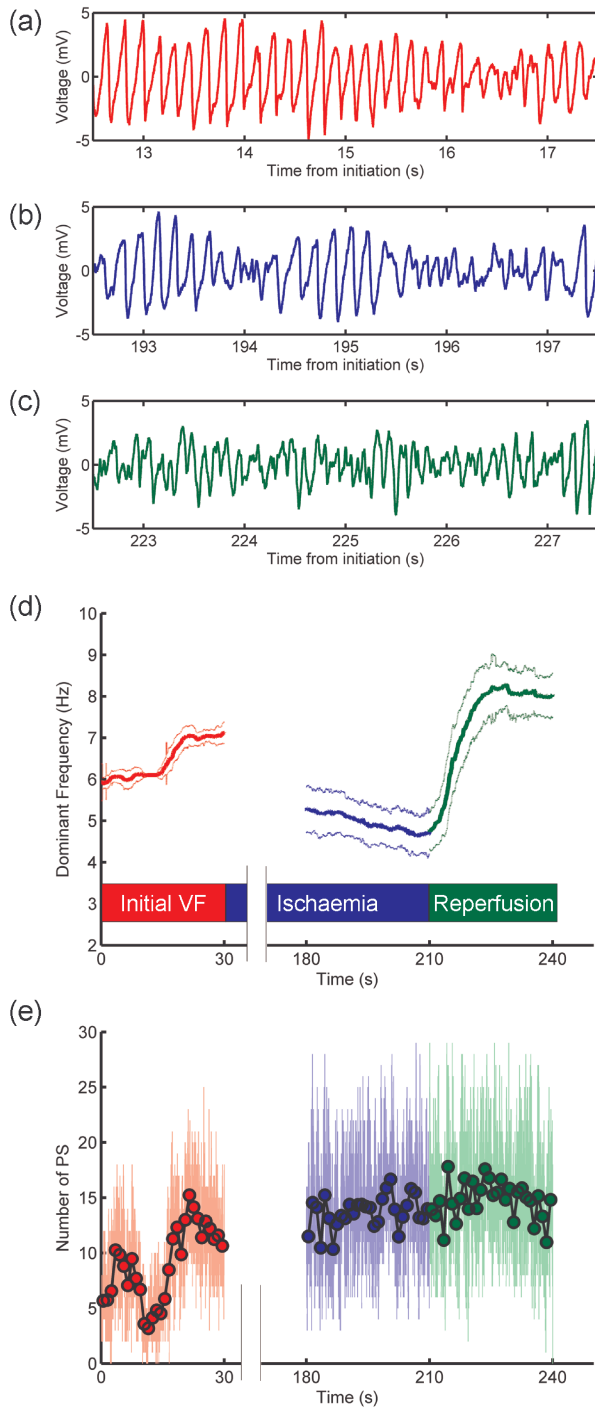 (a)
Voltage (mV)
5
0
-5
13 14 15 16 17
Time from initiation (s)
(b)
Voltage (mV)
5
0
-5
193 194 195 196 197
Time from initiation (s)
(c)
Voltage (mV)
5
0
-5
223 224 225 226 227
Time from initiation (s)
(d)
Dominant Frequency (Hz)
10
9
8
7
6
5
4
3
2
Initial VF Ischaemia Reperfusion
0 30 180 210 240
Time (s)
(e)
Number of PS
30
25
20
15
10
5
0
0 30 180 210 240
Time (s)